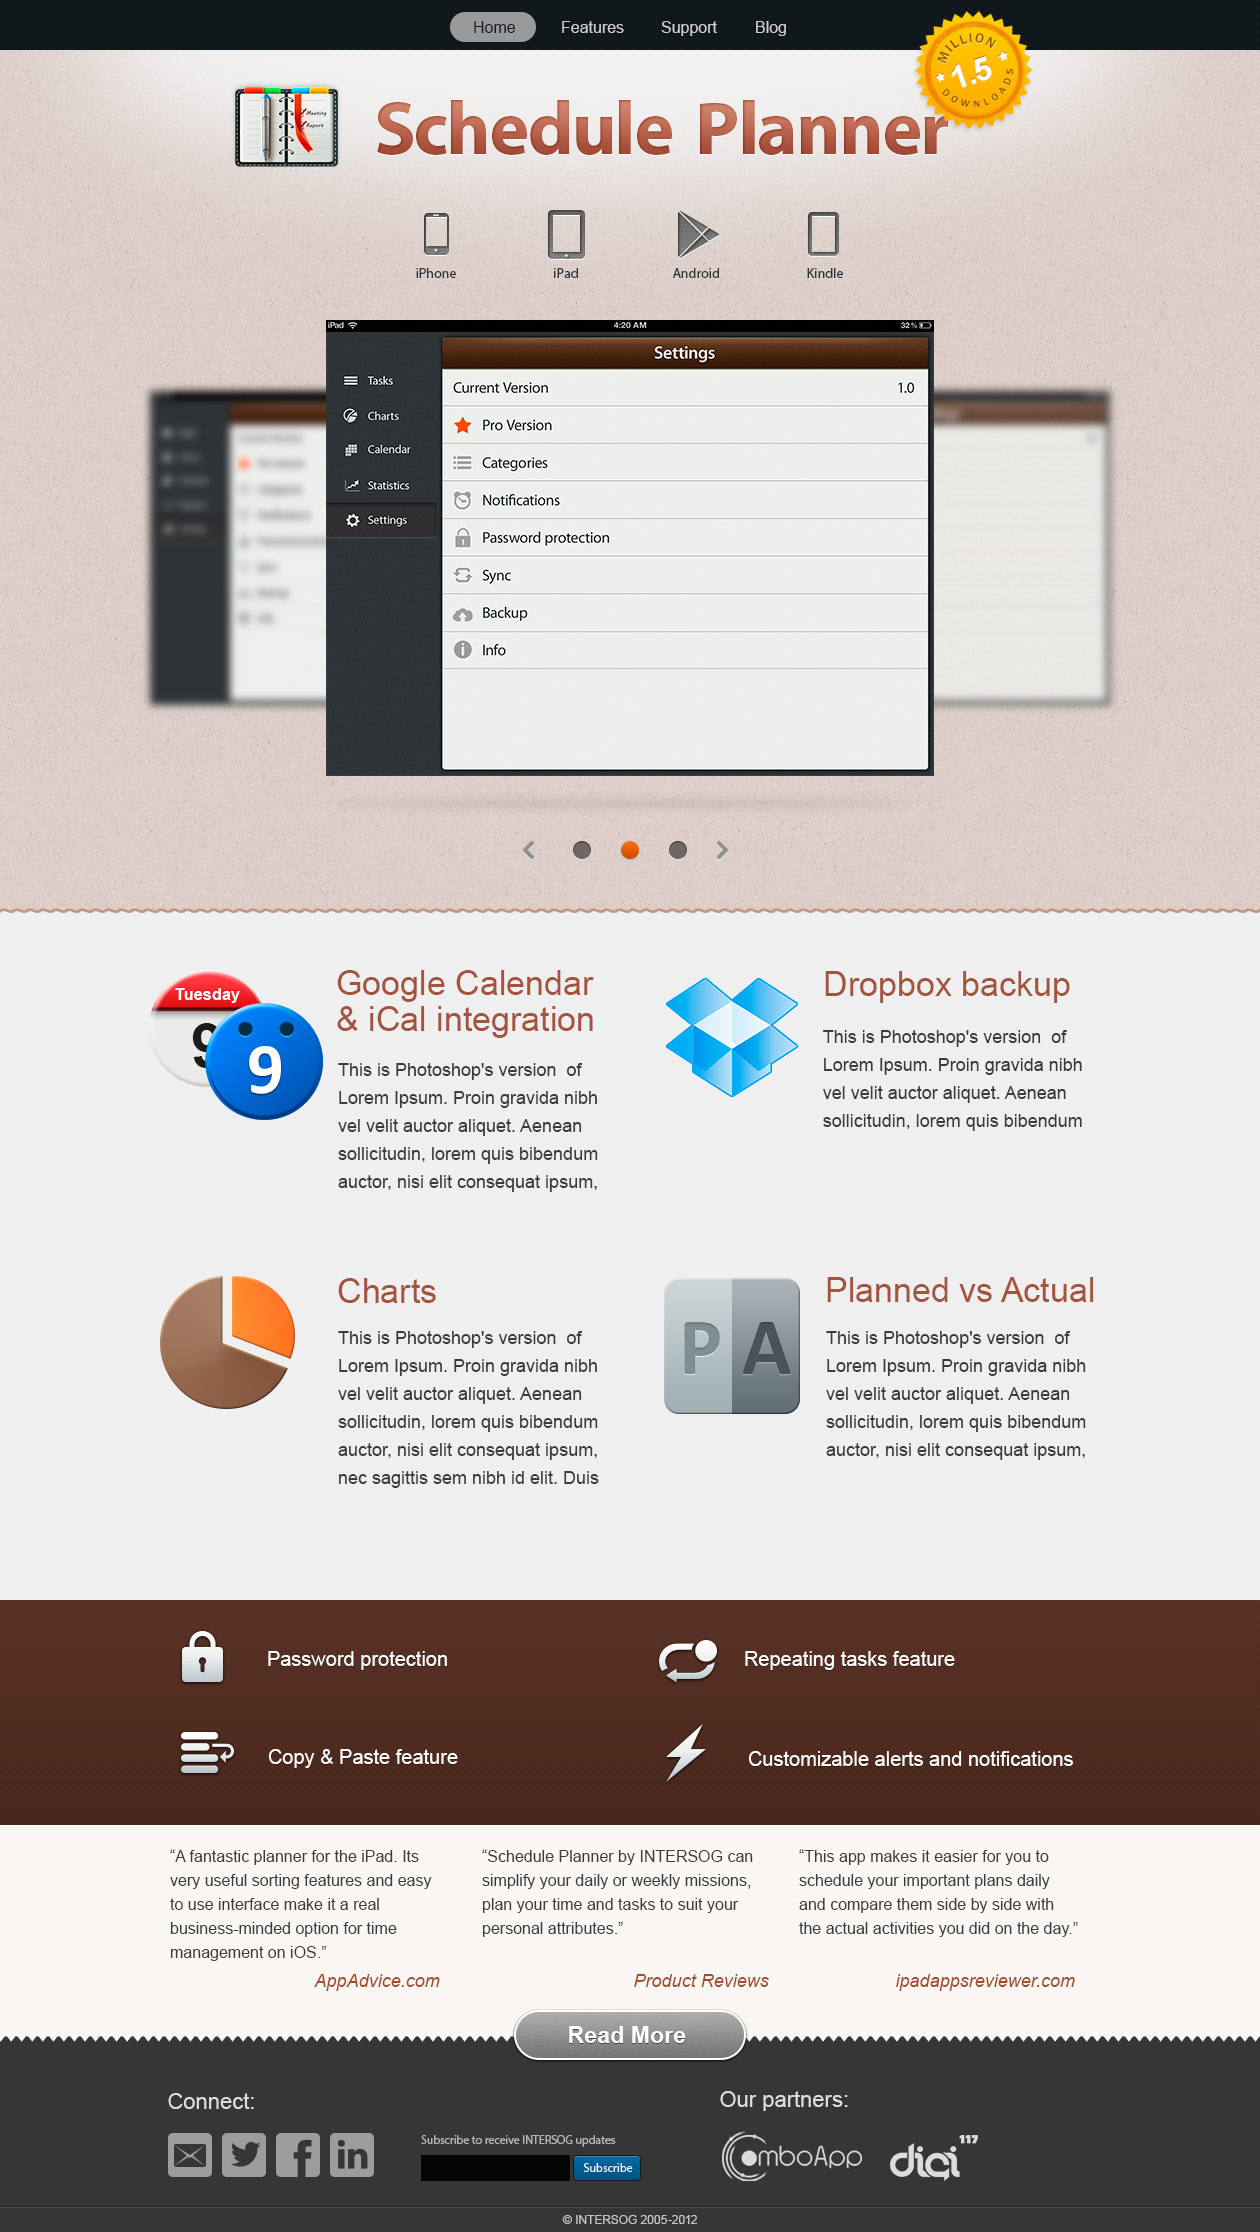 Home Features Support Blog
MILLION
1.5
DOWNLOADS
Meeting
Report
Schedule Planner
iPhone iPad Android Kindle
iPad 4:20 AM 32 %
Settings
Tasks
Charts
Calendar
Statistics
Settings
Current Version 1.0
Pro Version
Categories
Notifications
Password protection
Sync
Backup
Info
Tuesday
9
9
Google Calendar
& iCal integration
This is Photoshop's version  of
Lorem Ipsum. Proin gravida nibh
vel velit auctor aliquet. Aenean
sollicitudin, lorem quis bibendum
auctor, nisi elit consequat ipsum,
Dropbox backup
This is Photoshop's version  of
Lorem Ipsum. Proin gravida nibh
vel velit auctor aliquet. Aenean
sollicitudin, lorem quis bibendum
Charts
This is Photoshop's version  of
Lorem Ipsum. Proin gravida nibh
vel velit auctor aliquet. Aenean
sollicitudin, lorem quis bibendum
auctor, nisi elit consequat ipsum,
nec sagittis sem nibh id elit. Duis
P A
Planned vs Actual
This is Photoshop's version  of
Lorem Ipsum. Proin gravida nibh
vel velit auctor aliquet. Aenean
sollicitudin, lorem quis bibendum
auctor, nisi elit consequat ipsum,
Password protection
Repeating tasks feature
Copy & Paste feature
Customizable alerts and notifications
“A fantastic planner for the iPad. Its
very useful sorting features and easy
to use interface make it a real
business-minded option for time
management on iOS.”
AppAdvice.com
“Schedule Planner by INTERSOG can
simplify your daily or weekly missions,
plan your time and tasks to suit your
personal attributes.”
Product Reviews
“This app makes it easier for you to
schedule your important plans daily
and compare them side by side with
the actual activities you did on the day.”
ipadappsreviewer.com
Read More
Connect:
in
Subscribe to receive INTERSOG updates
Subscribe
Our partners:
ComboApp
digi117
© INTERSOG 2005-2012